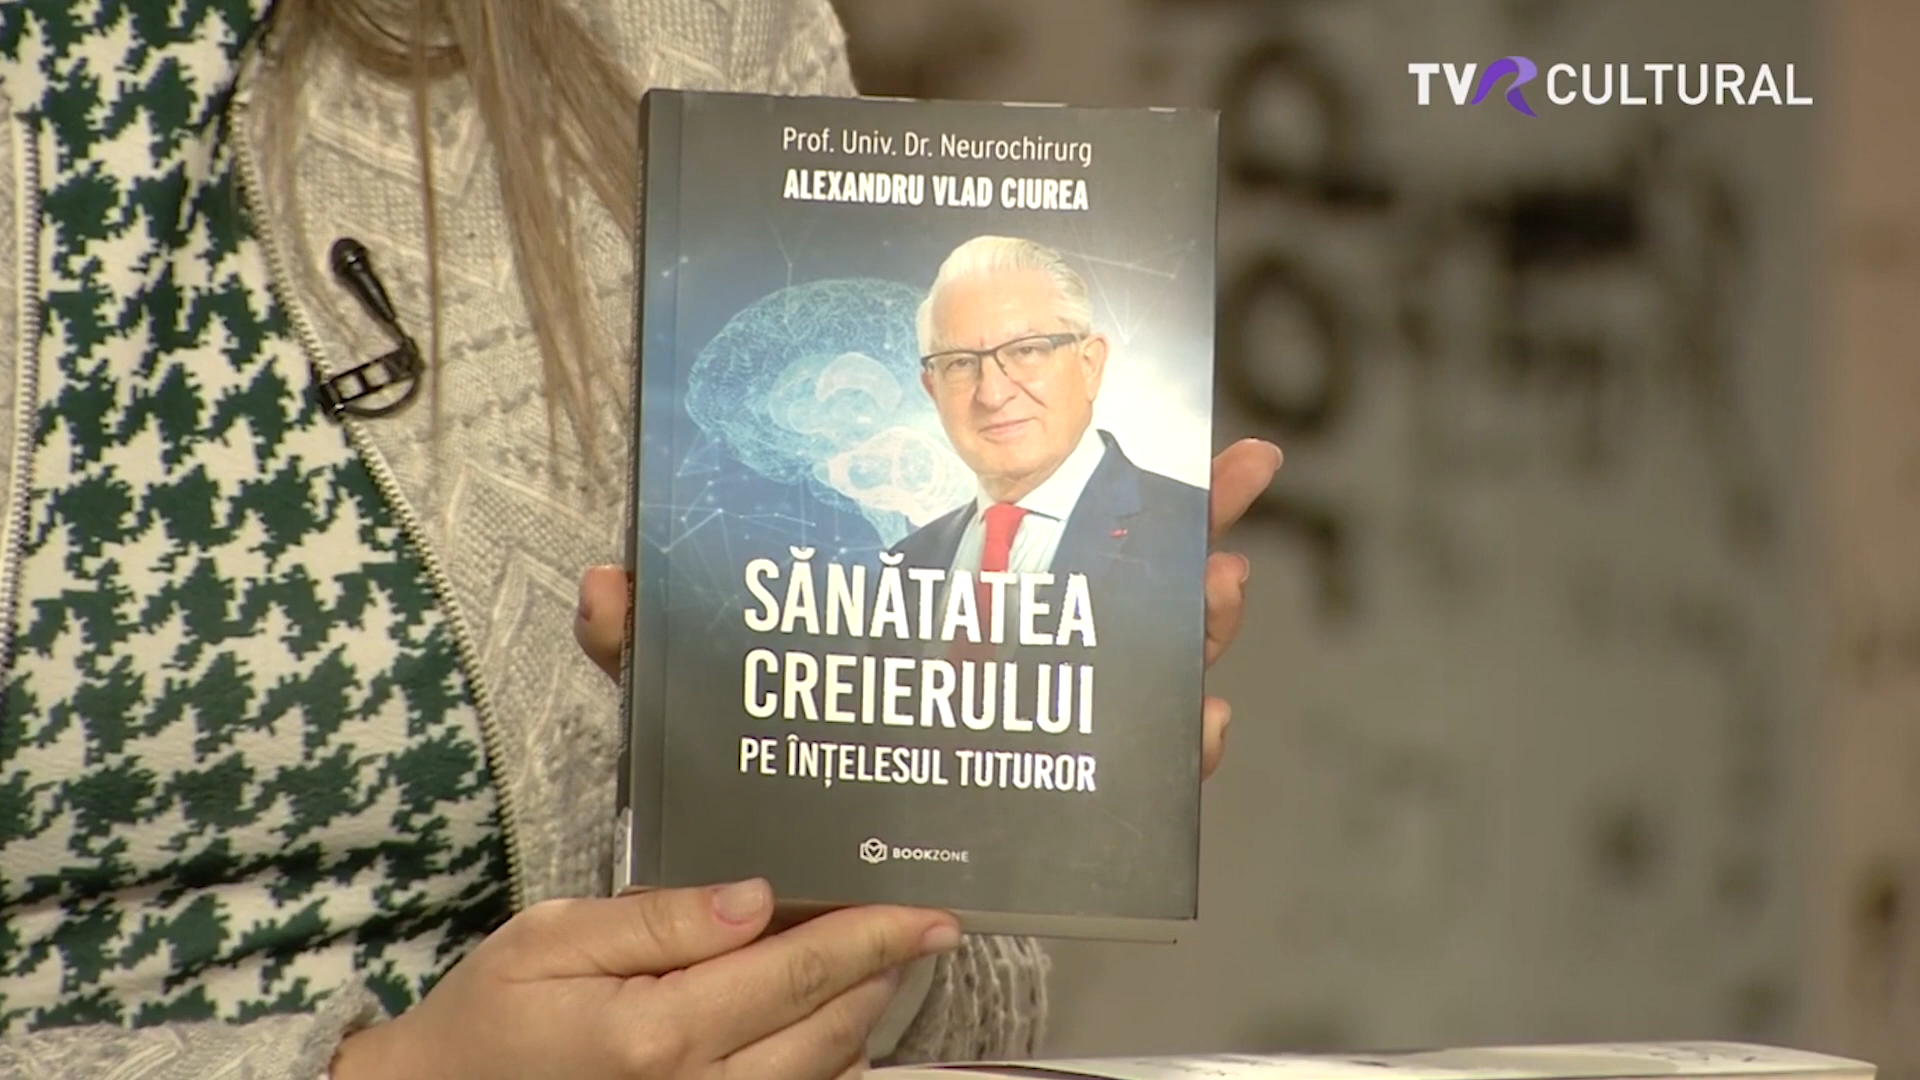 TVR CULTURAL
Prof. Univ. Dr. Neurochirurg
ALEXANDRU VLAD CIUREA
SĂNĂTATEA
CREIERULUI
PE ÎNȚELESUL TUTUROR
BOOKZONE